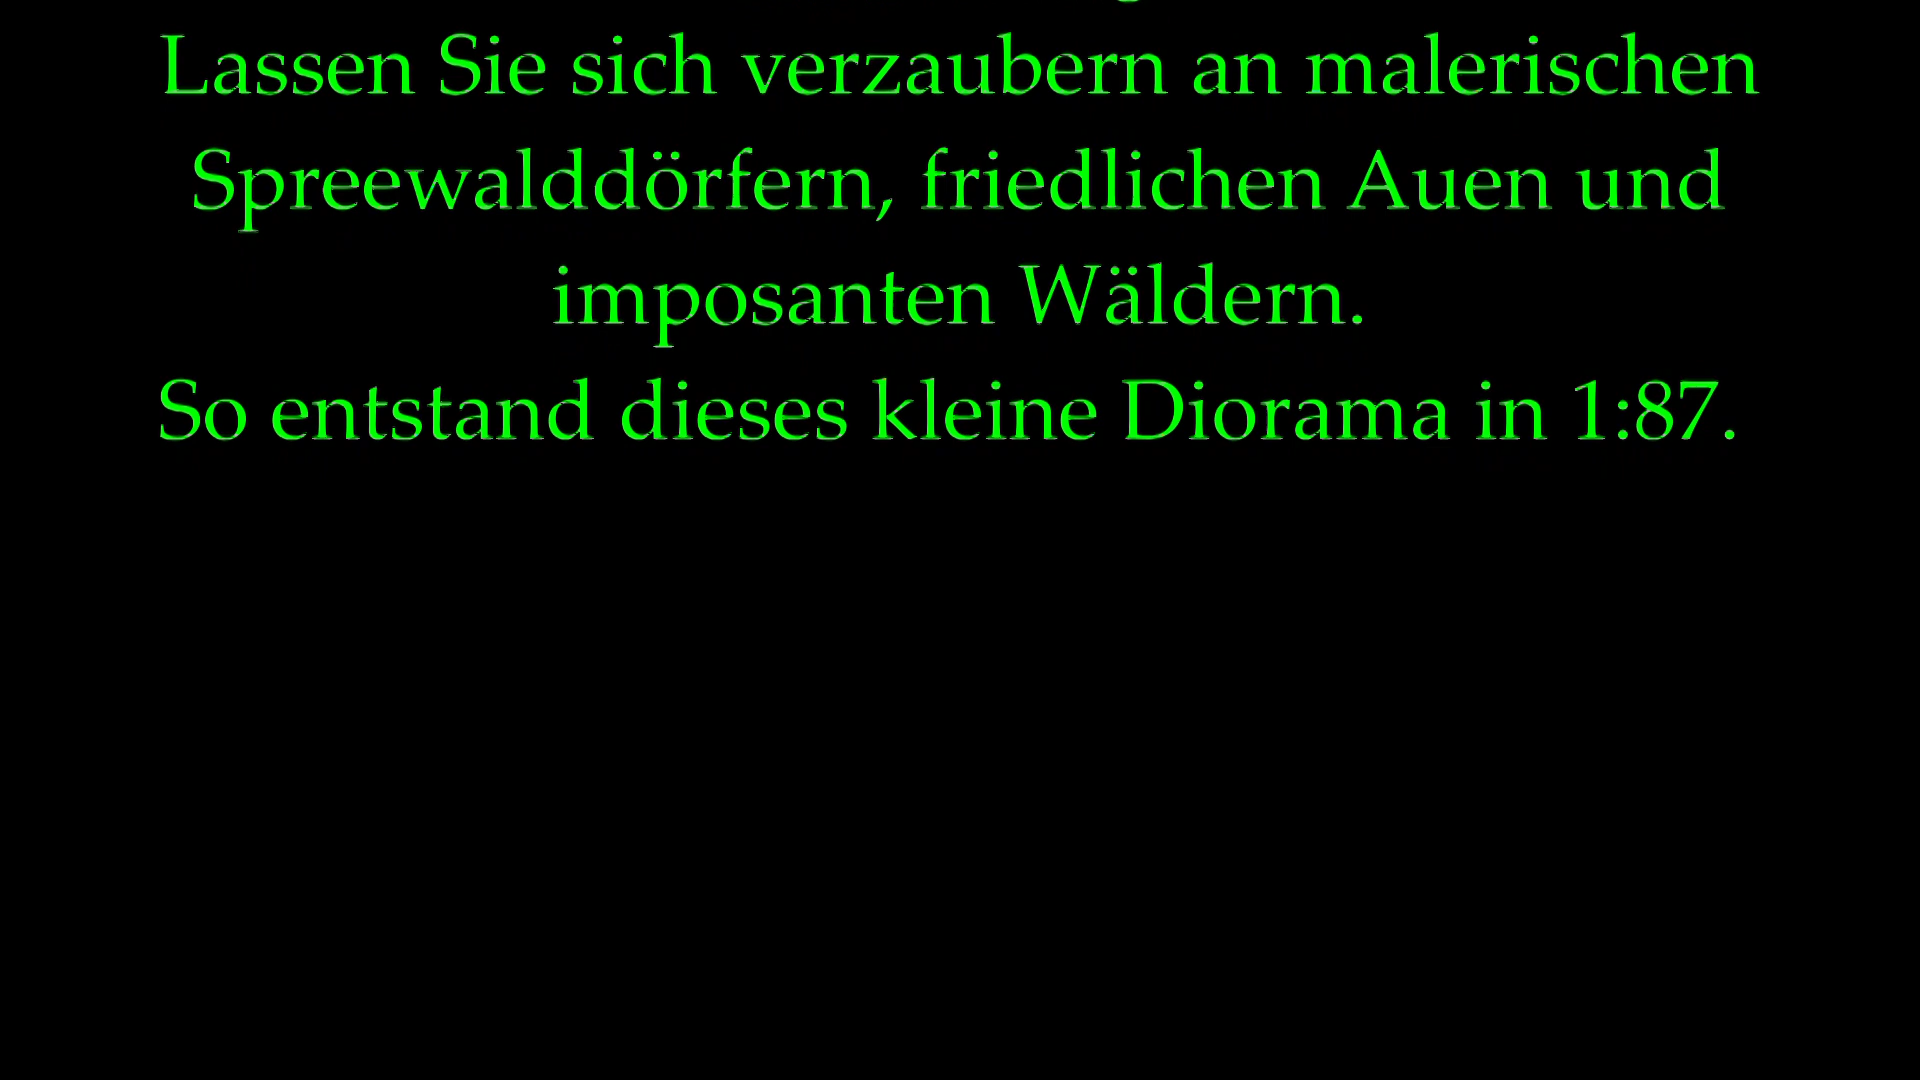 Lassen Sie sich verzaubern an malerischen
Spreewalddörfern, friedlichen Auen und
imposanten Wäldern.
So entstand dieses kleine Diorama in 1:87.